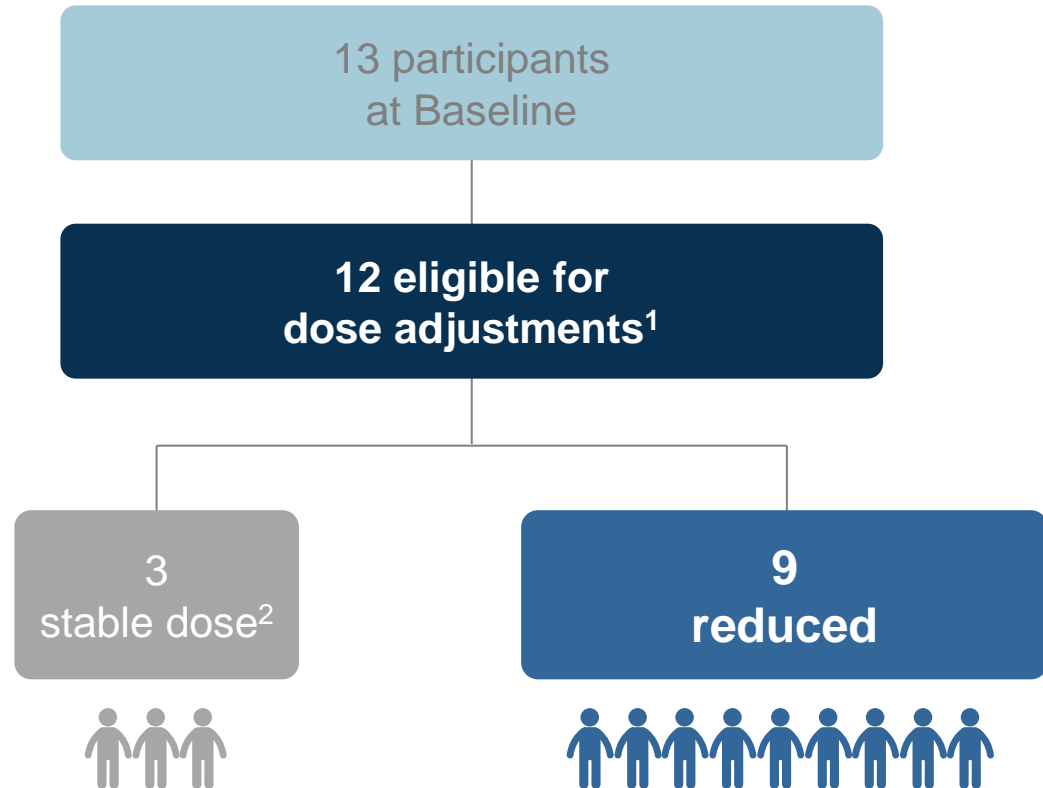 13 participants
at Baseline
12 eligible for
dose adjustments¹
3
stable dose²
9
reduced